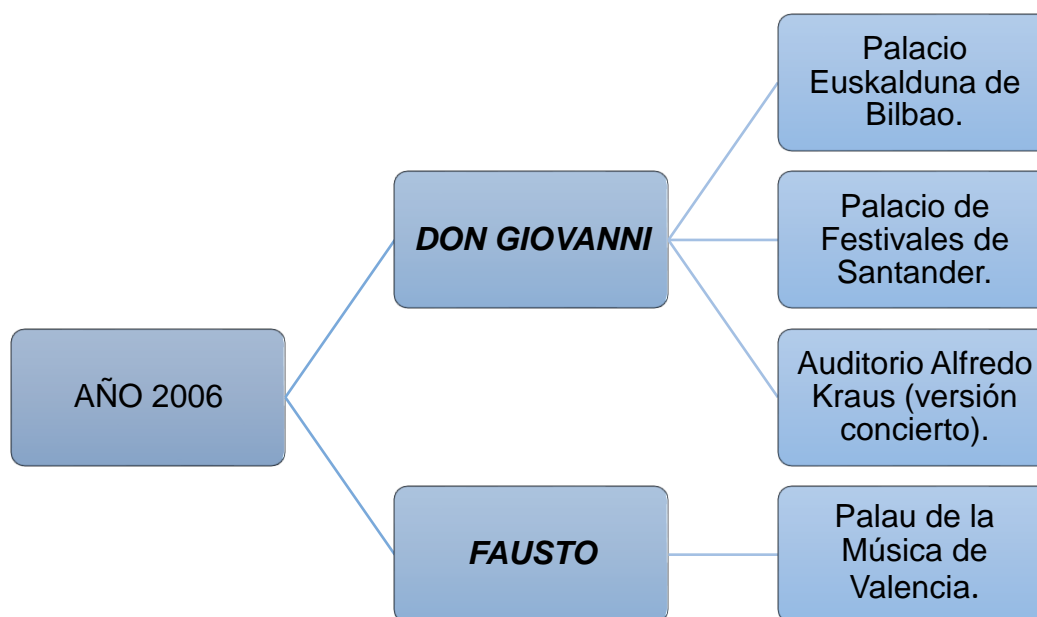 AÑO 2006
DON GIOVANNI
Palacio
Euskalduna de
Bilbao.
Palacio de
Festivales de
Santander.
Auditorio Alfredo
Kraus (versión
concierto).
FAUSTO
Palau de la
Música de
Valencia.